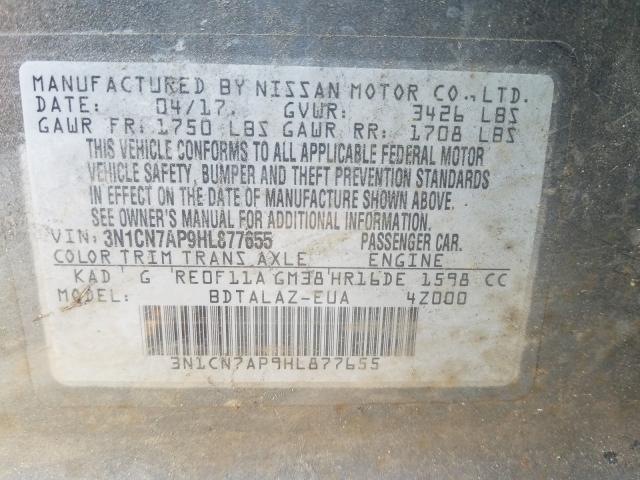 MANUFACTURED BY NISSAN MOTOR CO.,LTD.
DATE: 04/17. GVWR: 3426 LBS
GAWR FR: 1750 LBS GAWR RR: 1708 LBS
THIS VEHICLE CONFORMS TO ALL APPLICABLE FEDERAL MOTOR
VEHICLE SAFETY, BUMPER AND THEFT PREVENTION STANDARDS
IN EFFECT ON THE DATE OF MANUFACTURE SHOWN ABOVE.
SEE OWNER'S MANUAL FOR ADDITIONAL INFORMATION.
VIN: 3N1CN7AP9HL877655 PASSENGER CAR.
COLOR TRIM TRANS AXLE ENGINE
KAD G RE0F11A GM38 HR16DE 1598 CC
MODEL: BDTALAZ-EUA 4Z000
3N1CN7AP9HL877655